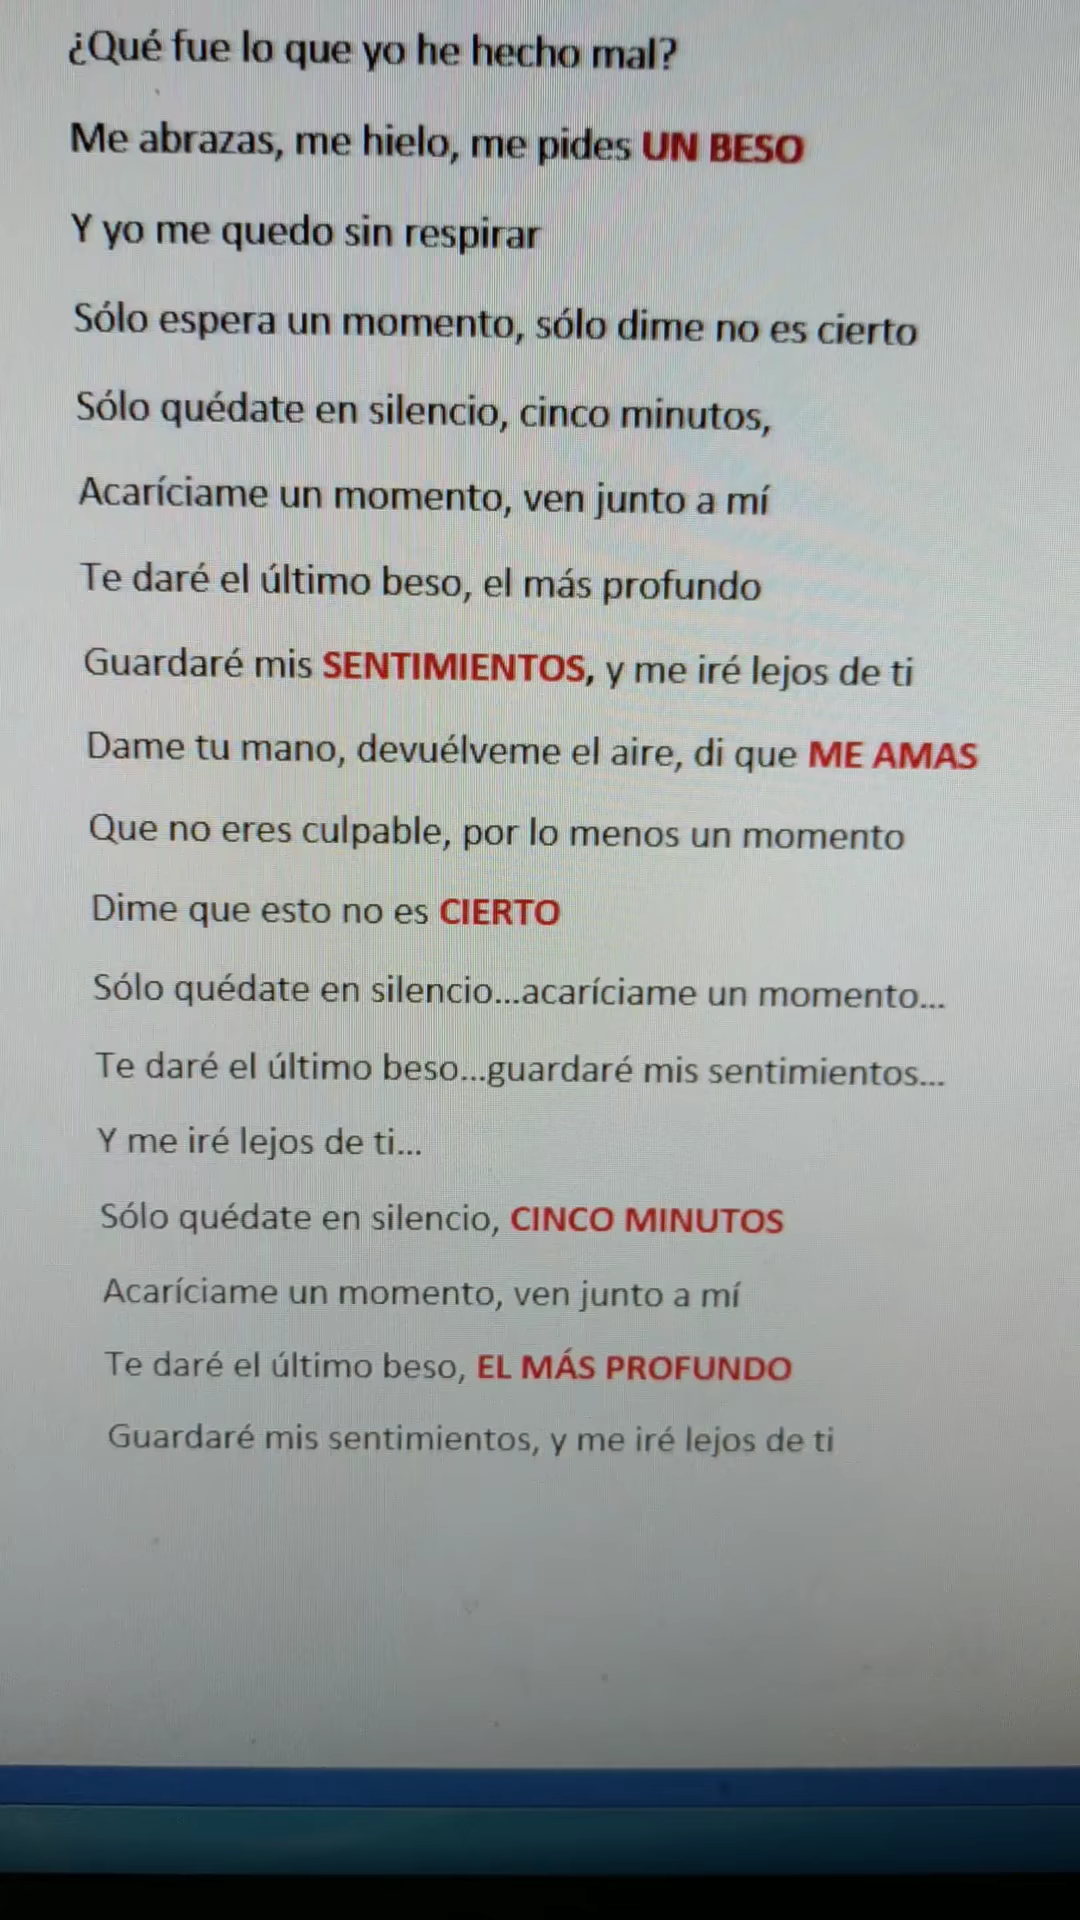 ¿Qué fue lo que yo he hecho mal?
Me abrazas, me hielo, me pides UN BESO
Y yo me quedo sin respirar
Sólo espera un momento, sólo dime no es cierto
Sólo quédate en silencio, cinco minutos,
Acaríciame un momento, ven junto a mí
Te daré el último beso, el más profundo
Guardaré mis SENTIMIENTOS, y me iré lejos de ti
Dame tu mano, devuélveme el aire, di que ME AMAS
Que no eres culpable, por lo menos un momento
Dime que esto no es CIERTO
Sólo quédate en silencio...acaríciame un momento...
Te daré el último beso...guardaré mis sentimientos...
Y me iré lejos de ti...
Sólo quédate en silencio, CINCO MINUTOS
Acaríciame un momento, ven junto a mí
Te daré el último beso, EL MÁS PROFUNDO
Guardaré mis sentimientos, y me iré lejos de ti